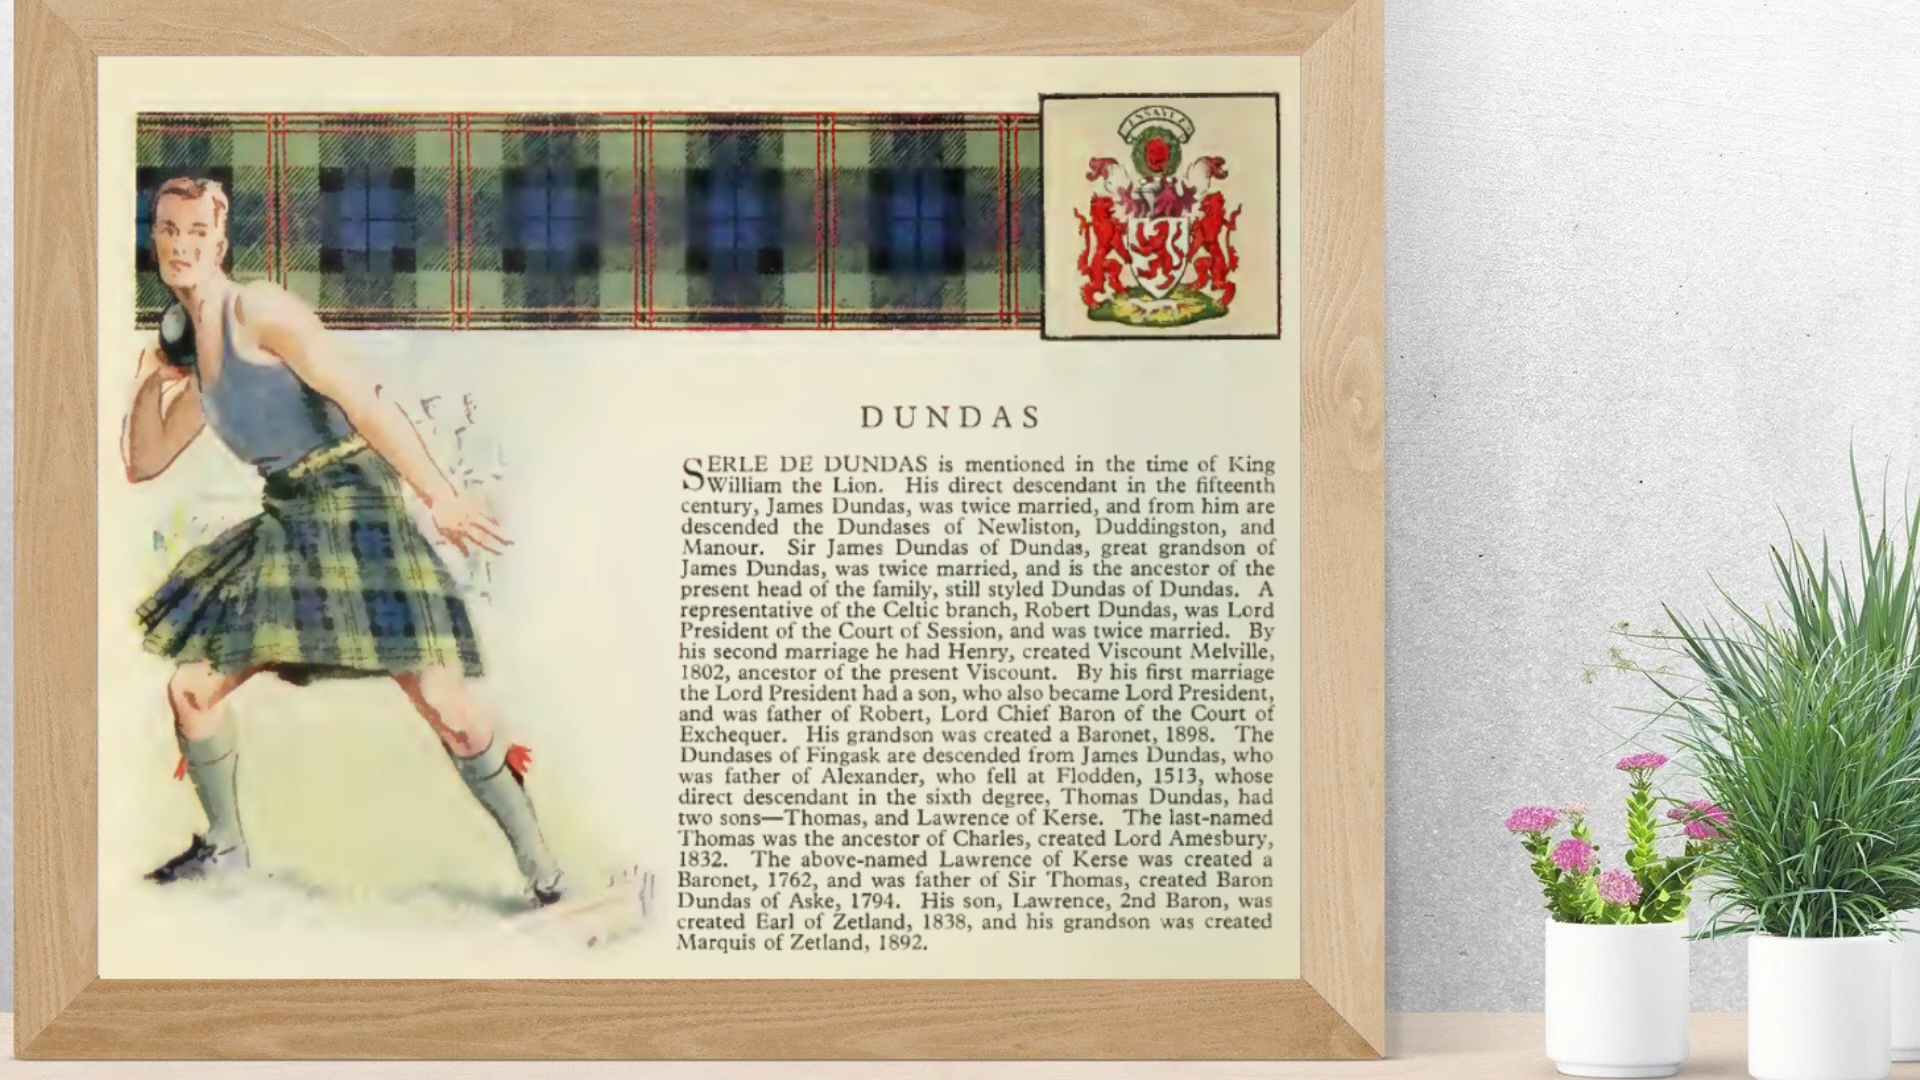 ESSAYEZ
DUNDAS
SERLE DE DUNDAS is mentioned in the time of King
William the Lion. His direct descendant in the fifteenth
century, James Dundas, was twice married, and from him are
descended the Dundases of Newliston, Duddingston, and
Manour. Sir James Dundas of Dundas, great grandson of
James Dundas, was twice married, and is the ancestor of the
present head of the family, still styled Dundas of Dundas. A
representative of the Celtic branch, Robert Dundas, was Lord
President of the Court of Session, and was twice married. By
his second marriage he had Henry, created Viscount Melville,
1802, ancestor of the present Viscount. By his first marriage
the Lord President had a son, who also became Lord President,
and was father of Robert, Lord Chief Baron of the Court of
Exchequer. His grandson was created a Baronet, 1898. The
Dundases of Fingask are descended from James Dundas, who
was father of Alexander, who fell at Flodden, 1513, whose
direct descendant in the sixth degree, Thomas Dundas, had
two sons—Thomas, and Lawrence of Kerse. The last-named
Thomas was the ancestor of Charles, created Lord Amesbury,
1832. The above-named Lawrence of Kerse was created a
Baronet, 1762, and was father of Sir Thomas, created Baron
Dundas of Aske, 1794. His son, Lawrence, 2nd Baron, was
created Earl of Zetland, 1838, and his grandson was created
Marquis of Zetland, 1892.